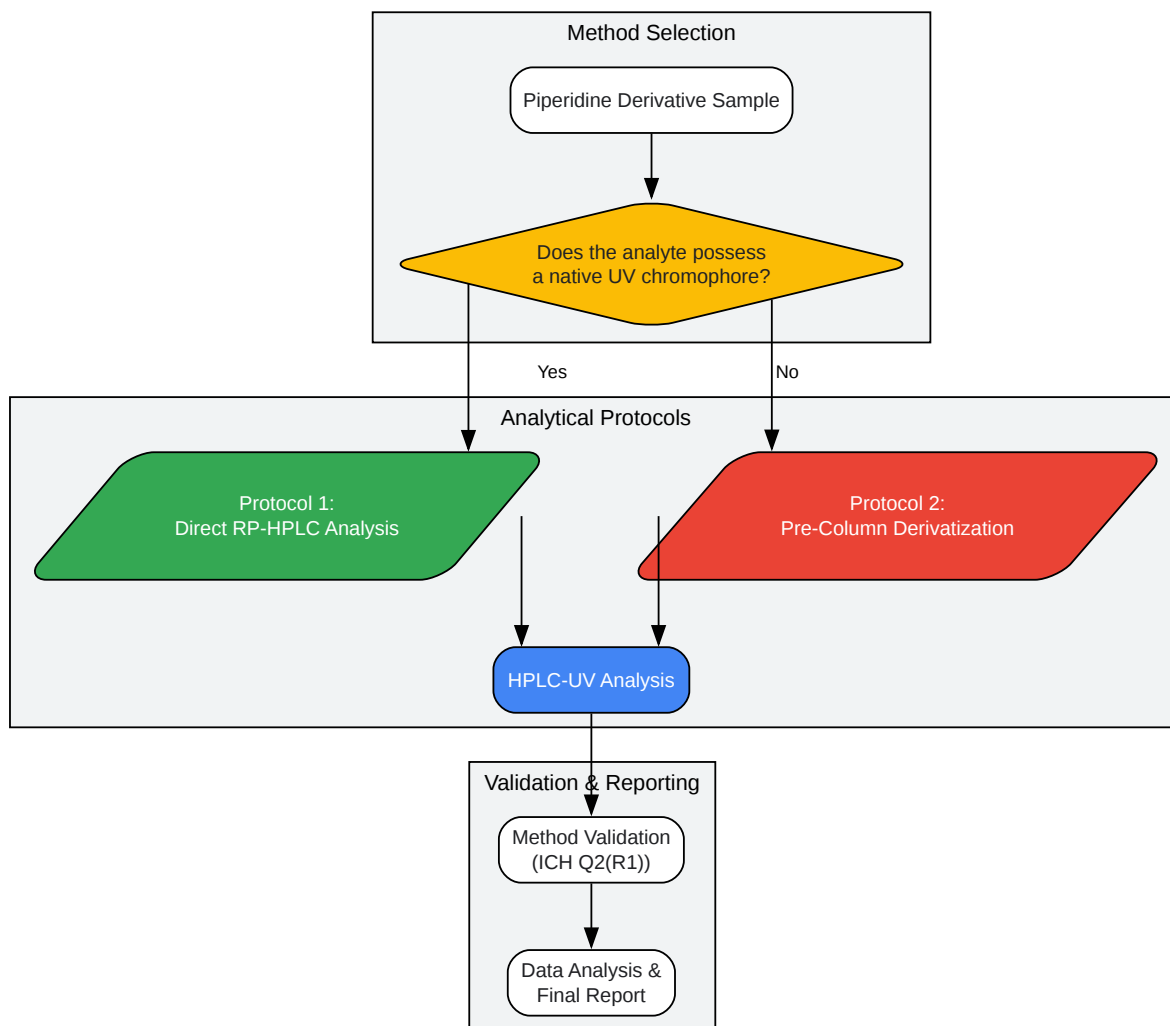 Method Selection
Piperidine Derivative Sample
Does the analyte possess
a native UV chromophore?
Yes
No
Analytical Protocols
Protocol 1:
Direct RP-HPLC Analysis
Protocol 2:
Pre-Column Derivatization
HPLC-UV Analysis
Validation & Reporting
Method Validation
(ICH Q2(R1))
Data Analysis &
Final Report